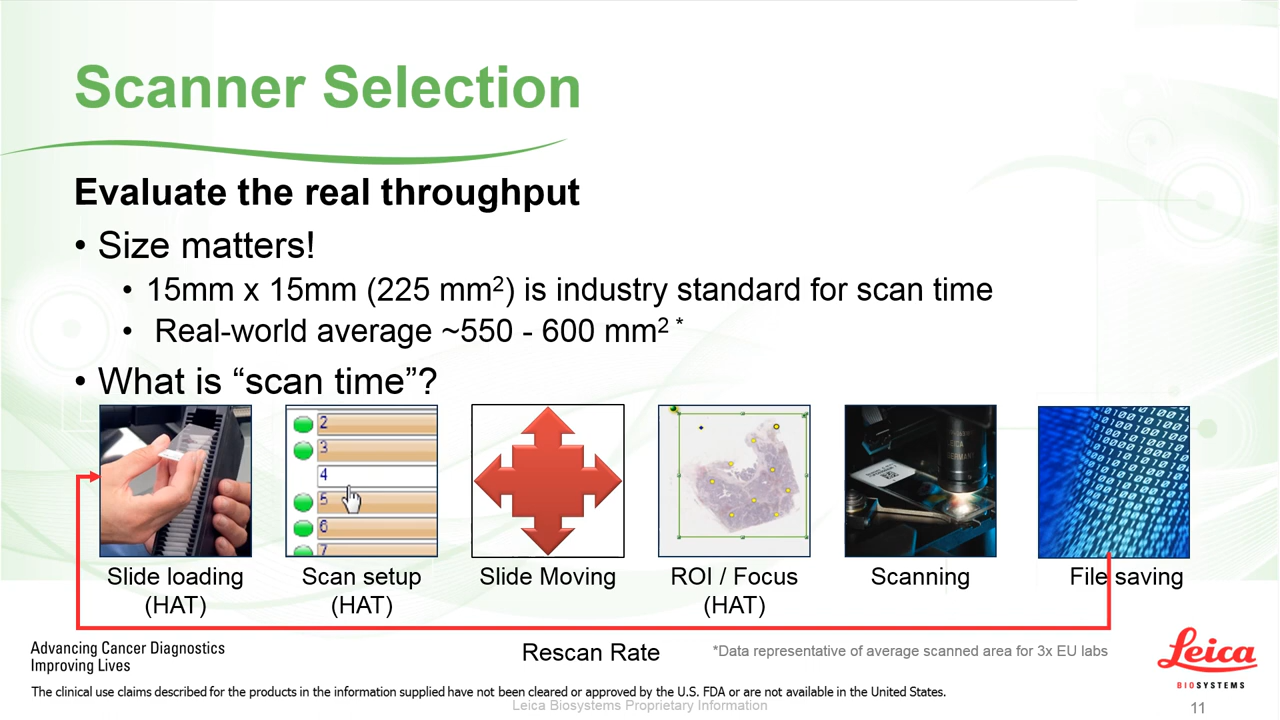 Scanner Selection
Evaluate the real throughput
• Size matters!
• 15mm x 15mm (225 mm²) is industry standard for scan time
• Real-world average ~550 - 600 mm² *
• What is “scan time”?
2
3
4
5
6
7
Slide loading
(HAT)
Scan setup
(HAT)
Slide Moving
ROI / Focus
(HAT)
Scanning
File saving
Rescan Rate
*Data representative of average scanned area for 3x EU labs
Advancing Cancer Diagnostics
Improving Lives
Leica
BIOSYSTEMS
The clinical use claims described for the products in the information supplied have not been cleared or approved by the U.S. FDA or are not available in the United States.
Leica Biosystems Proprietary Information
11